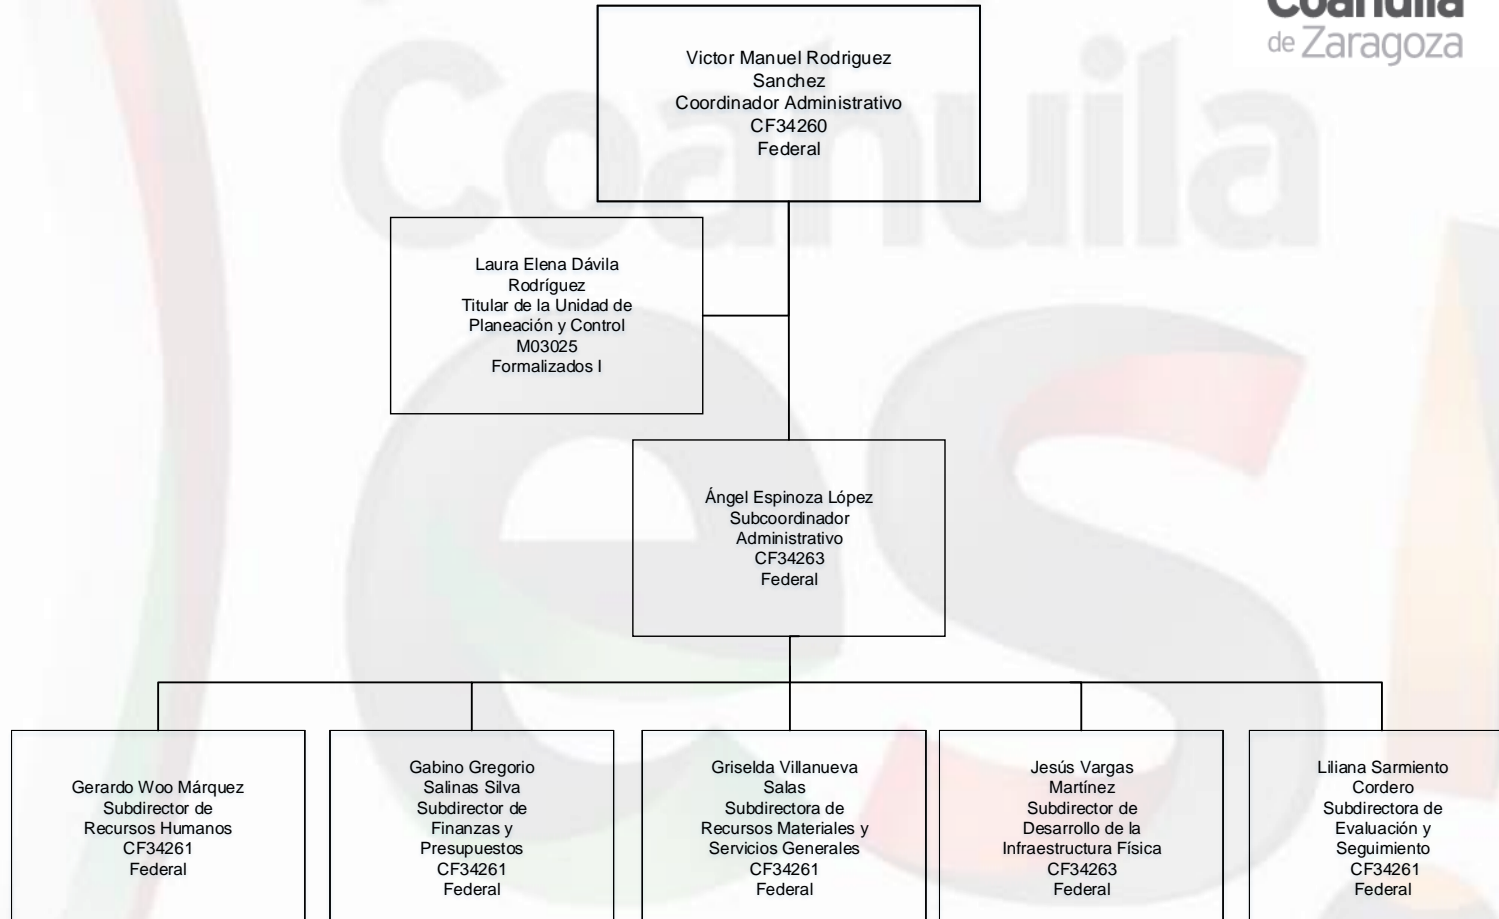 Coahuila
de Zaragoza
Victor Manuel Rodriguez
Sanchez
Coordinador Administrativo
CF34260
Federal
Coahuila
es
Laura Elena Dávila
Rodríguez
Titular de la Unidad de
Planeación y Control
M03025
Formalizados I
Ángel Espinoza López
Subcoordinador
Administrativo
CF34263
Federal
Gerardo Woo Márquez
Subdirector de
Recursos Humanos
CF34261
Federal
Gabino Gregorio
Salinas Silva
Subdirector de
Finanzas y
Presupuestos
CF34261
Federal
Griselda Villanueva
Salas
Subdirectora de
Recursos Materiales y
Servicios Generales
CF34261
Federal
Jesús Vargas
Martínez
Subdirector de
Desarrollo de la
Infraestructura Física
CF34263
Federal
Liliana Sarmiento
Cordero
Subdirectora de
Evaluación y
Seguimiento
CF34261
Federal